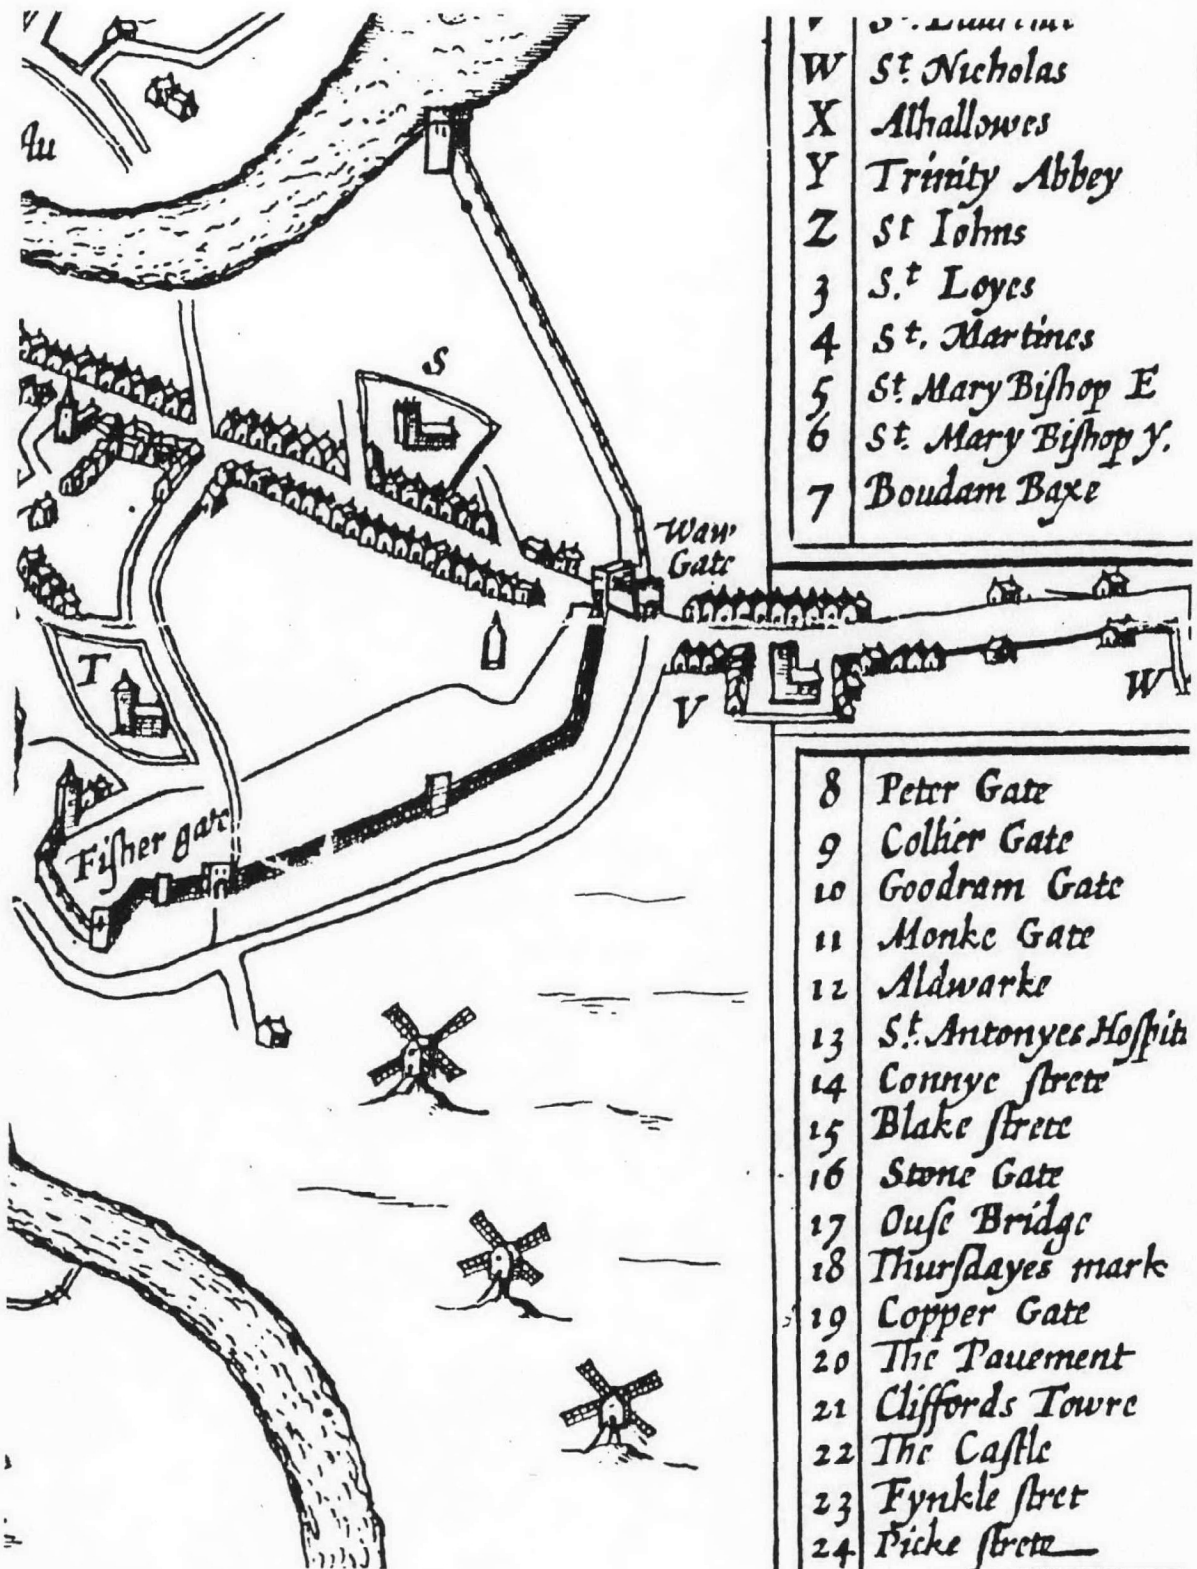 W St. Nicholas
X Alhallowes
Y Trinity Abbey
Z St Iohns
3 S.t Loyes
4 St. Martines
5 St. Mary Biſhop E
6 St. Mary Biſhop Y.
7 Boudam Baxe
S
Waw
Gate
T
V
W
Fiſher gate
8 Peter Gate
9 Collier Gate
10 Goodram Gate
11 Monke Gate
12 Aldwarke
13 St. Antonyes Hoſpit
14 Connye ſtrete
15 Blake ſtrete
16 Stone Gate
17 Ouſe Bridge
18 Thurſdayes mark
19 Copper Gate
20 The Pauement
21 Cliffords Towre
22 The Caſtle
23 Fynkle ſtret
24 Picke ſtrete